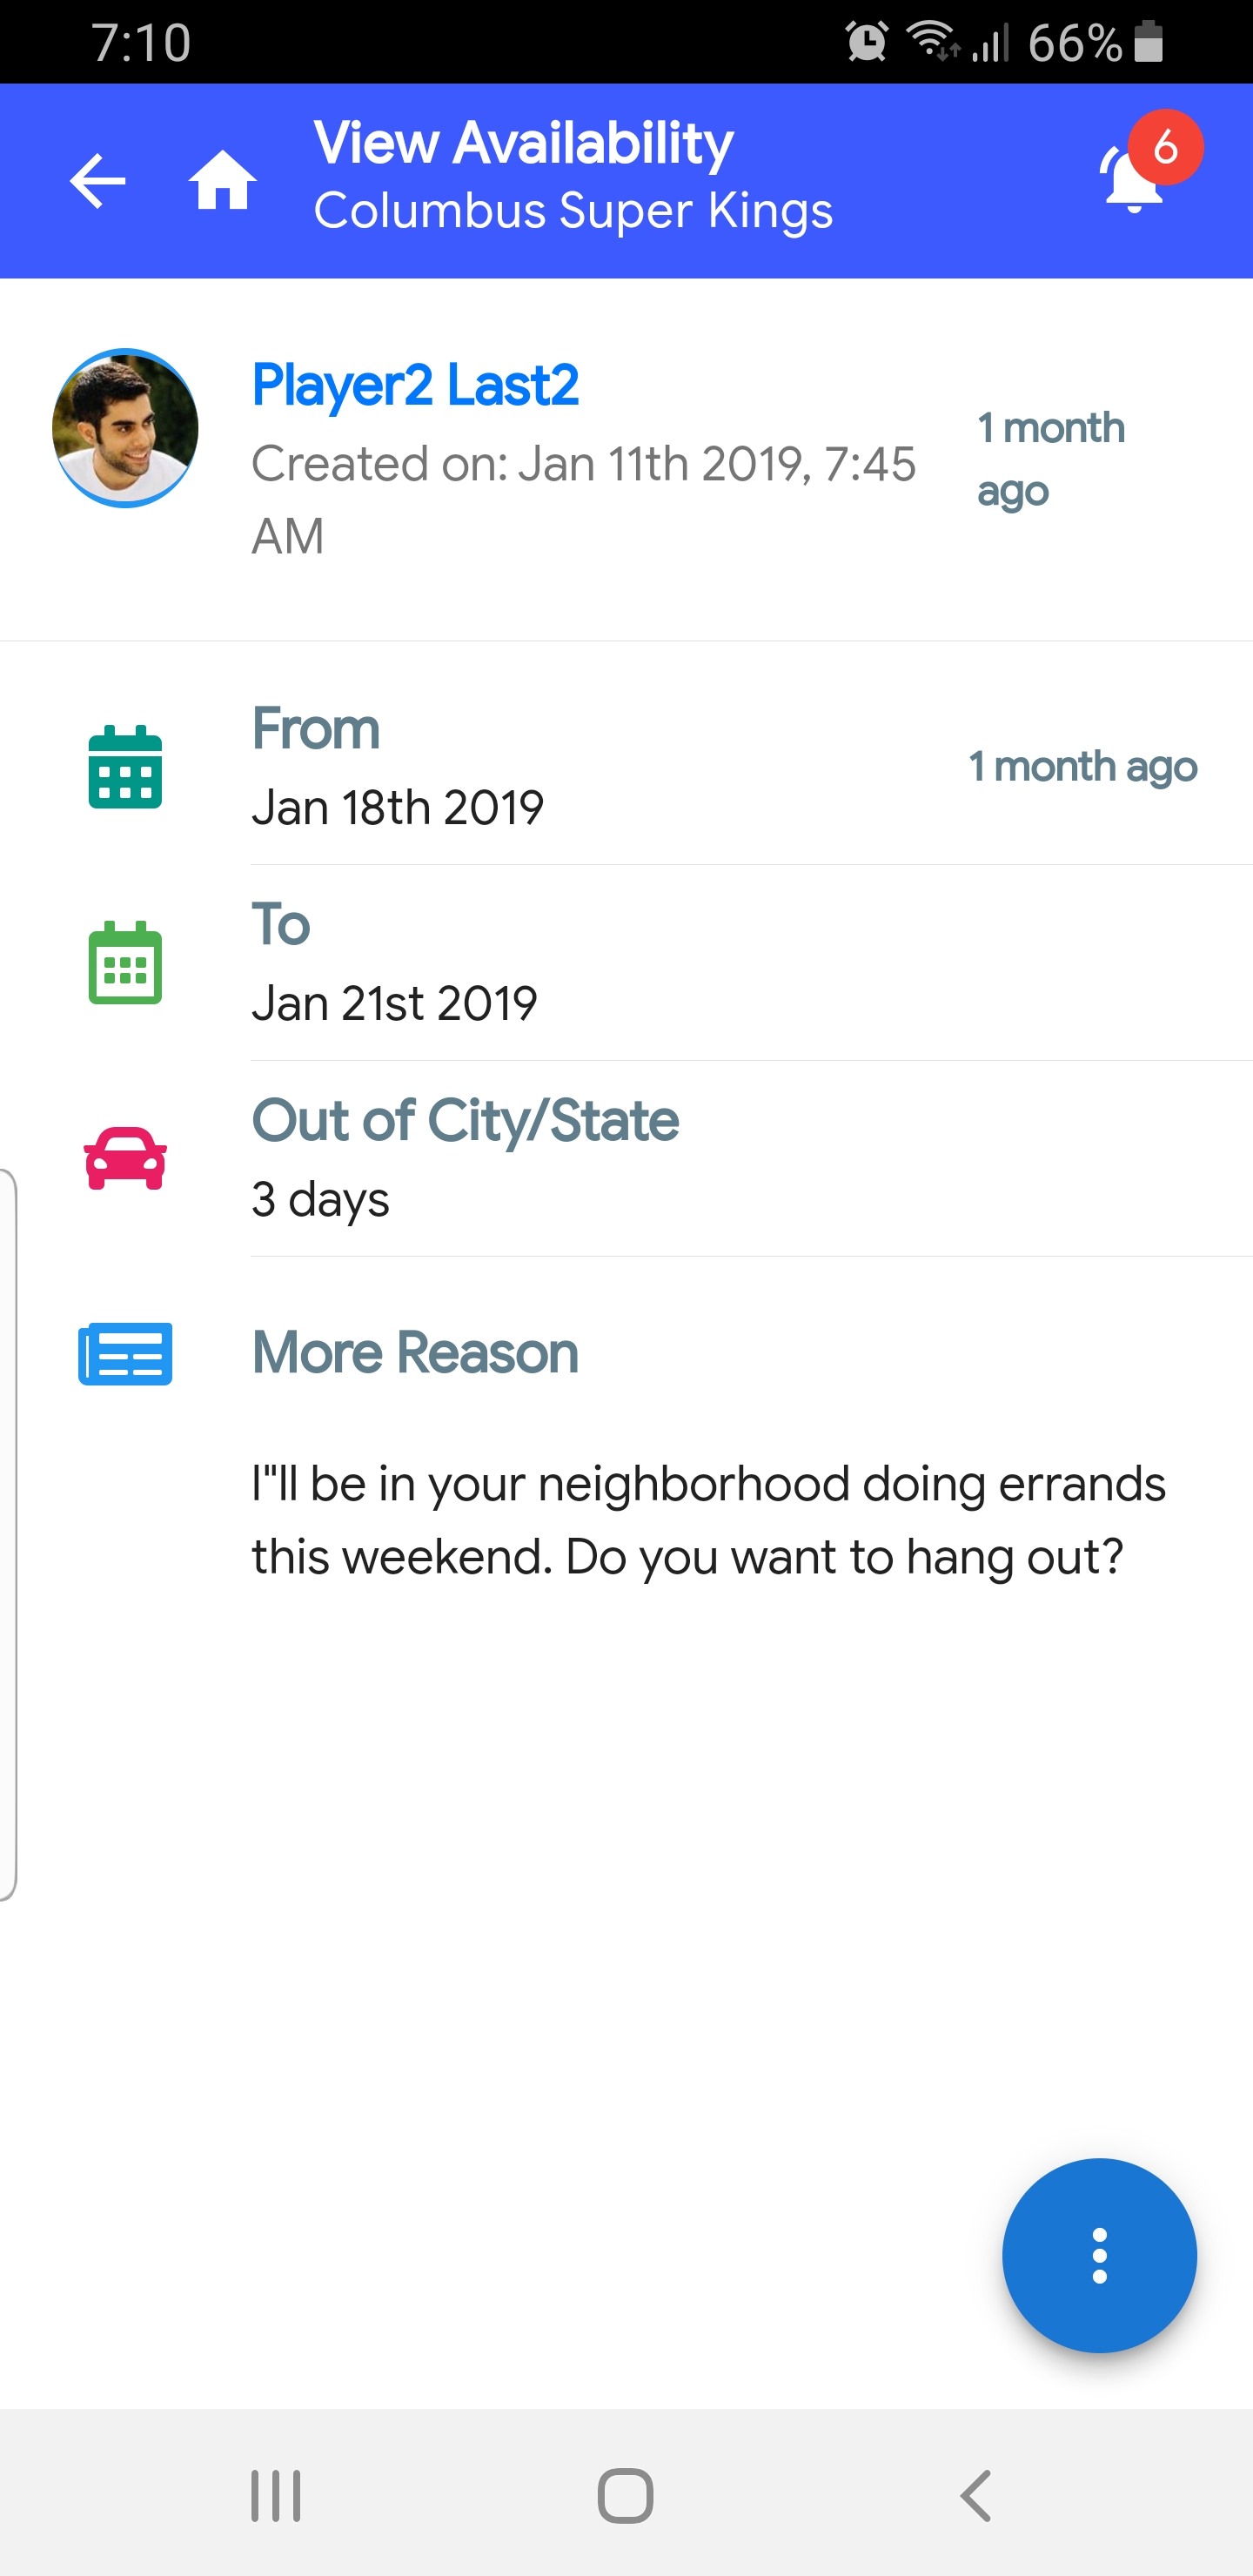 7:10 66%
View Availability
6
Columbus Super Kings
Player2 Last2
1 month
Created on: Jan 11th 2019, 7:45
ago
AM
From
1 month ago
Jan 18th 2019
To
Jan 21st 2019
Out of City/State
3 days
More Reason
I"ll be in your neighborhood doing errands
this weekend. Do you want to hang out?